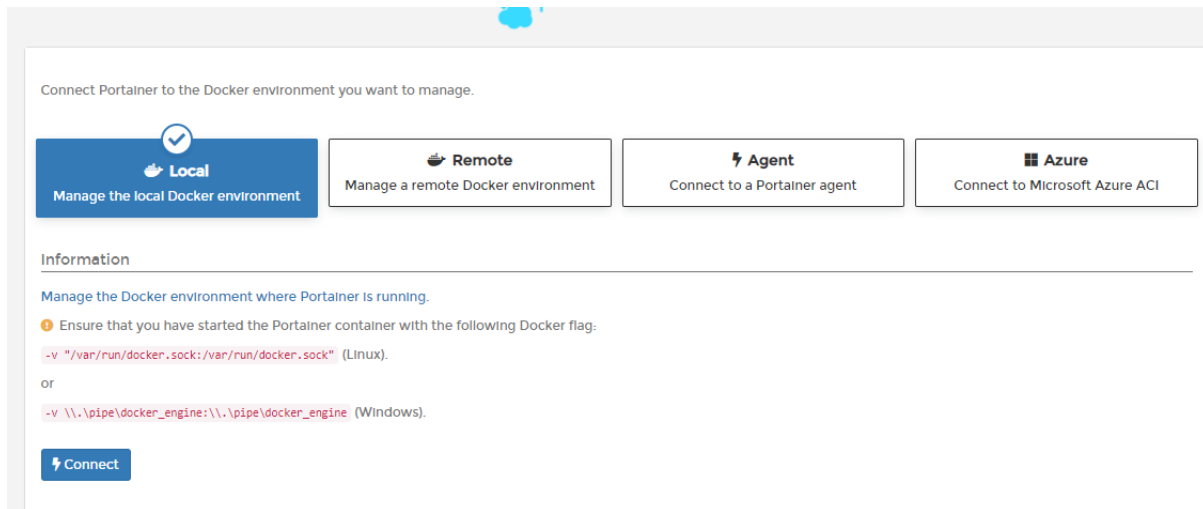 Connect Portainer to the Docker environment you want to manage.
Local
Manage the local Docker environment
Remote
Manage a remote Docker environment
Agent
Connect to a Portainer agent
Azure
Connect to Microsoft Azure ACI
Information
Manage the Docker environment where Portainer is running.
Ensure that you have started the Portainer container with the following Docker flag:
-v "/var/run/docker.sock:/var/run/docker.sock" (Linux).
or
-v \\.\pipe\docker_engine:\\.\pipe\docker_engine (Windows).
Connect